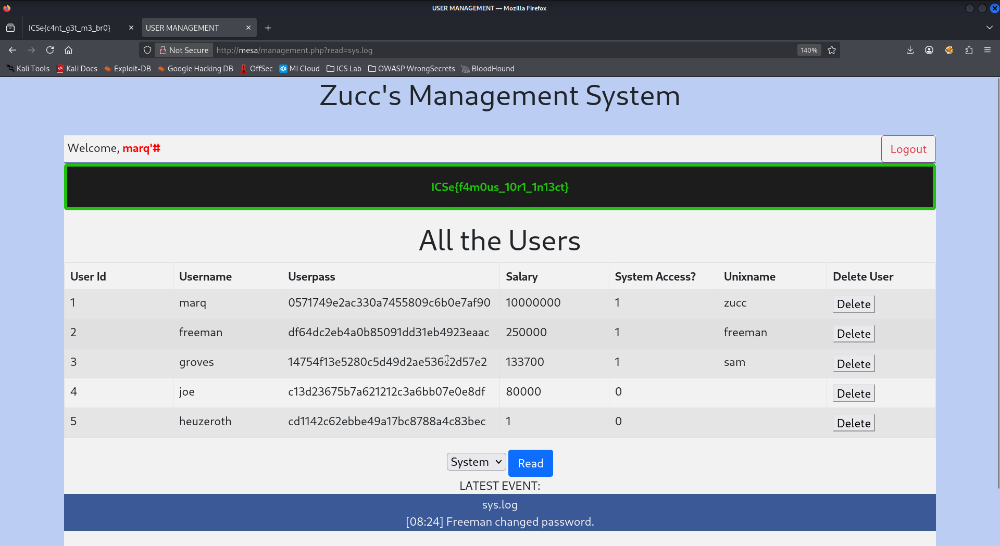 USER MANAGEMENT — Mozilla Firefox
ICSe{c4nt_g3t_m3_br0} USER MANAGEMENT
Not Secure http://mesa/management.php?read=sys.log 140%
Kali Tools Kali Docs Exploit-DB Google Hacking DB OffSec MI Cloud ICS Lab OWASP WrongSecrets BloodHound
Zucc's Management System
Welcome, marq'# Logout
ICSe{f4m0us_10r1_1n13ct}
All the Users
User Id Username Userpass Salary System Access? Unixname Delete User
1 marq 0571749e2ac330a7455809c6b0e7af90 10000000 1 zucc Delete
2 freeman df64dc2eb4a0b85091dd31eb4923eaac 250000 1 freeman Delete
3 groves 133700 1 sam Delete
4 joe c13d23675b7a621212c3a6bb07e0e8df 80000 0 Delete
5 heuzeroth cd1142c62ebbe49a17bc8788a4c83bec 1 0 Delete
System Read
LATEST EVENT:
sys.log
[08:24] Freeman changed password.